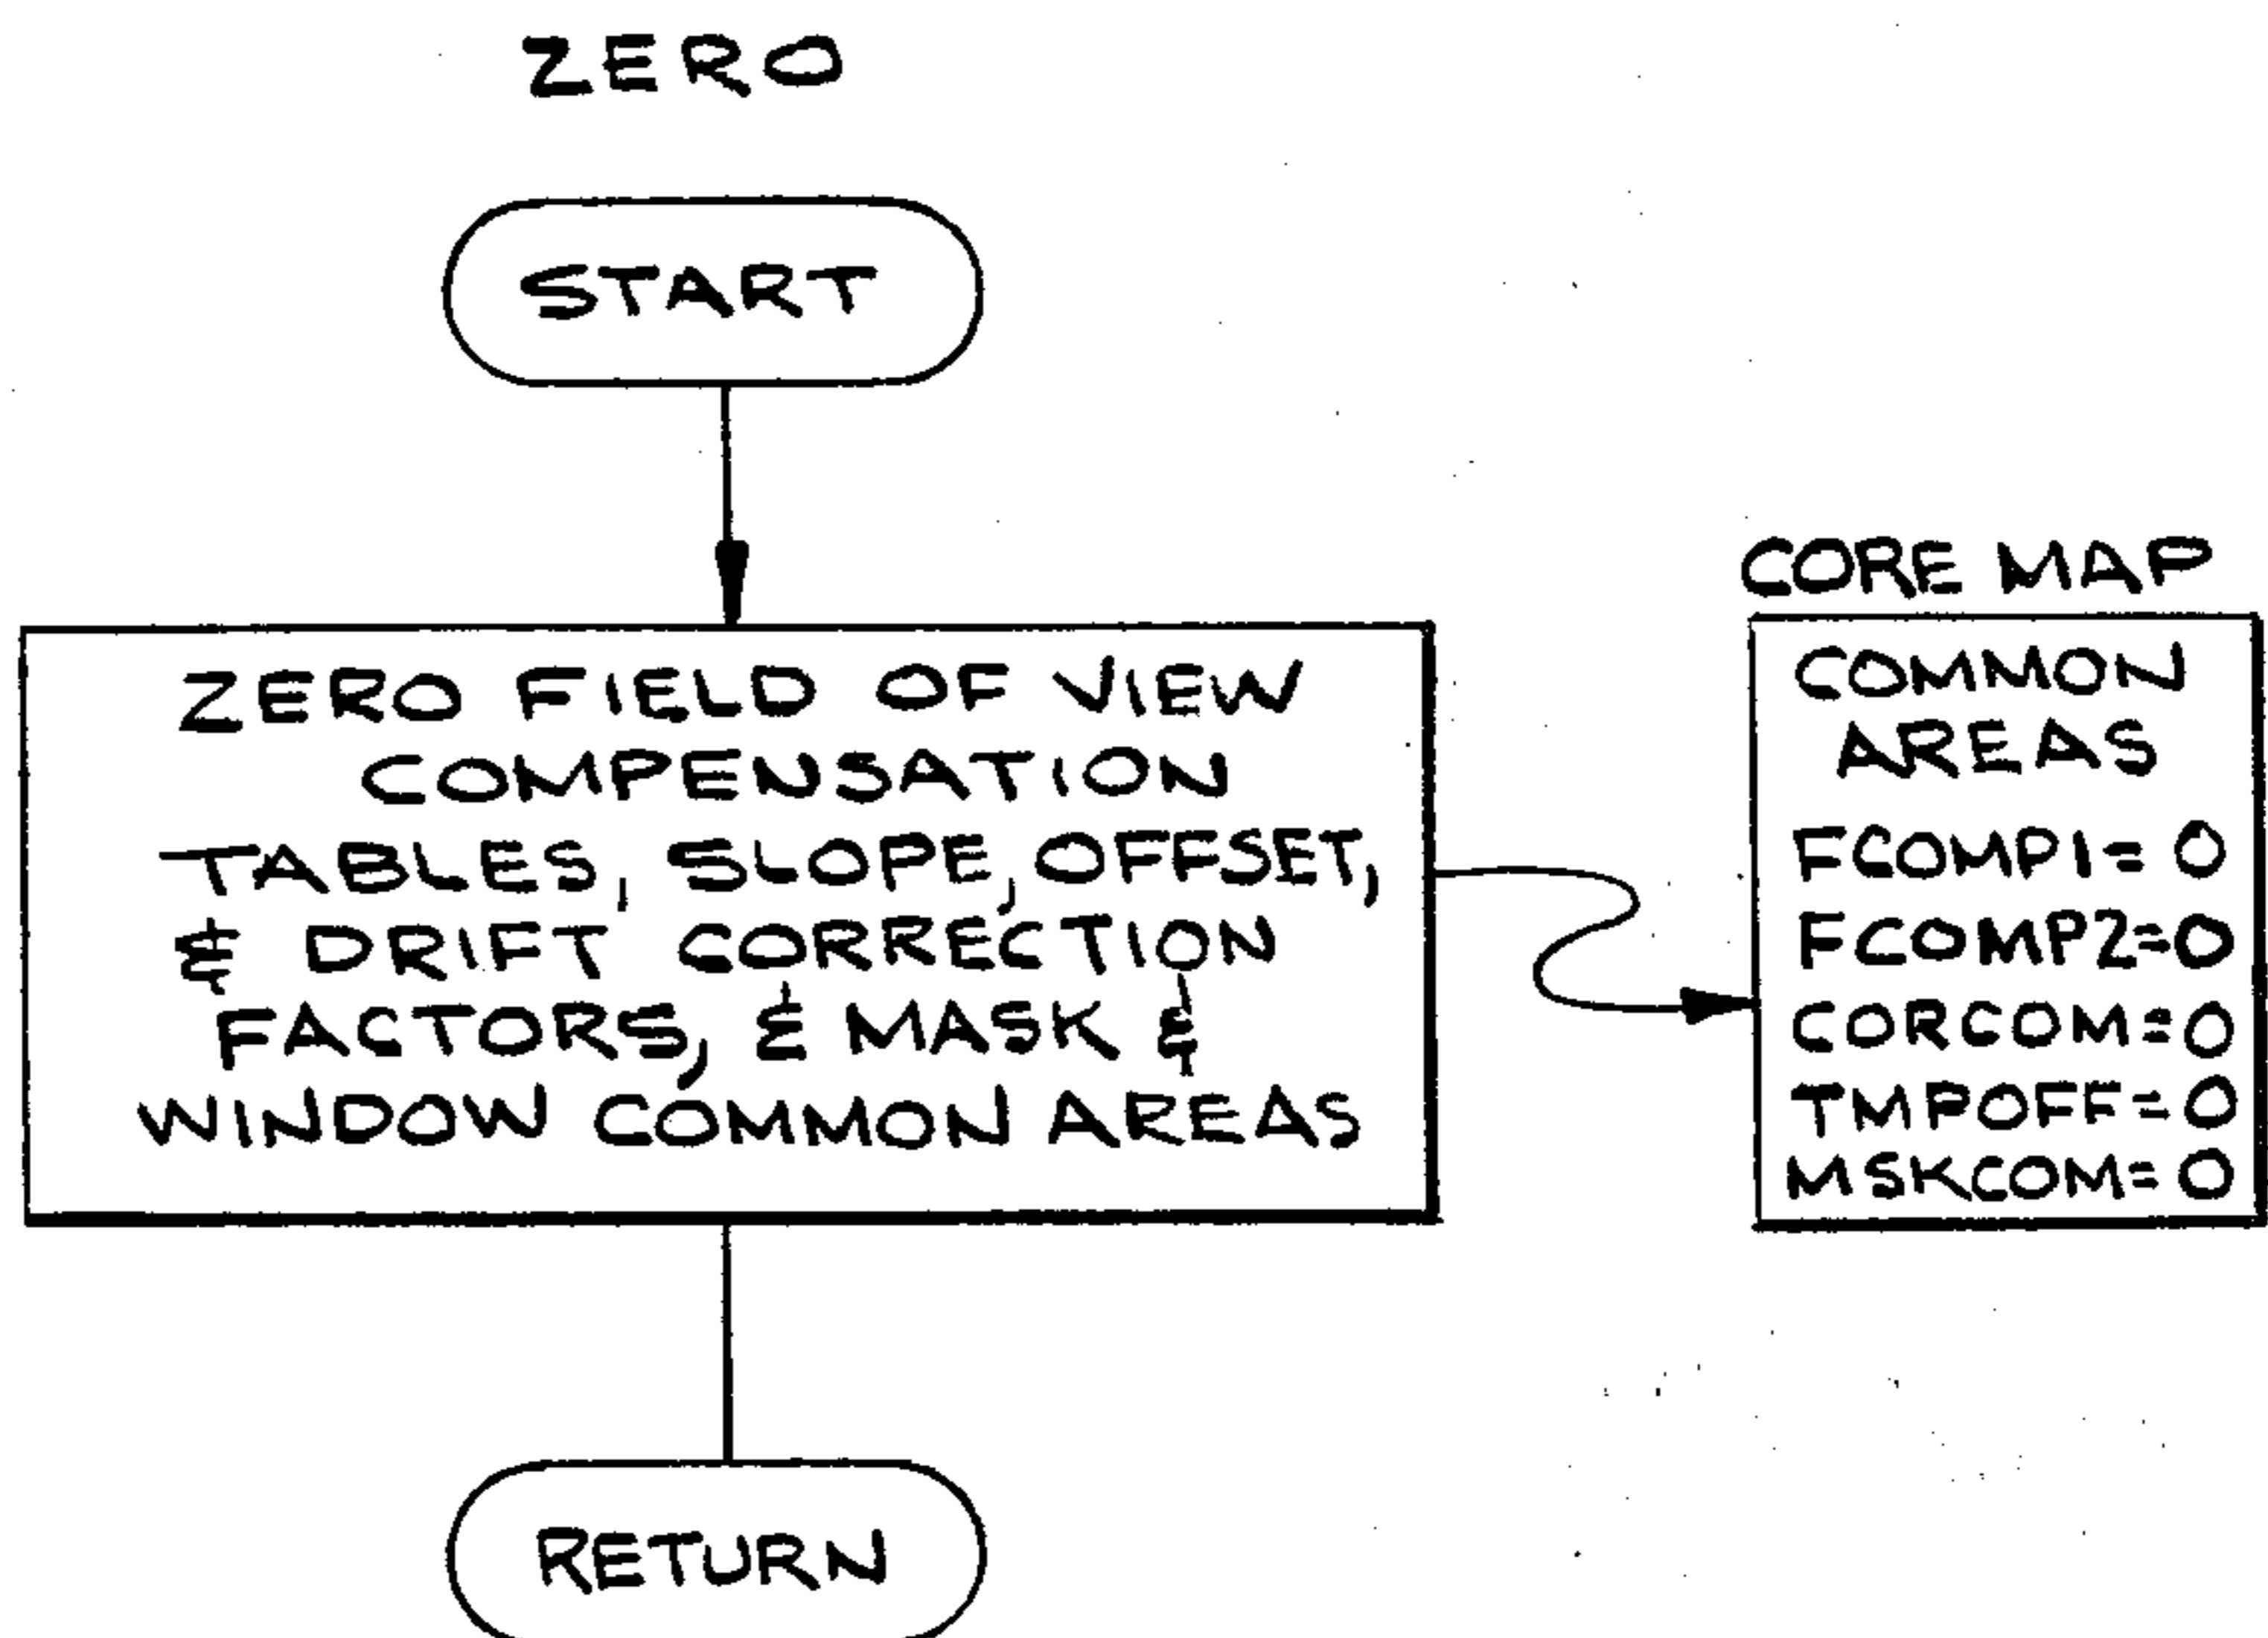 ZERO
START
ZERO FIELD OF VIEW
COMPENSATION
TABLES, SLOPE, OFFSET,
& DRIFT CORRECTION
FACTORS, & MASK &
WINDOW COMMON AREAS
CORE MAP
COMMON
AREAS
FCOMP1=0
FCOMP2=0
CORCOM=0
TMPOFF=0
MSKCOM=0
RETURN